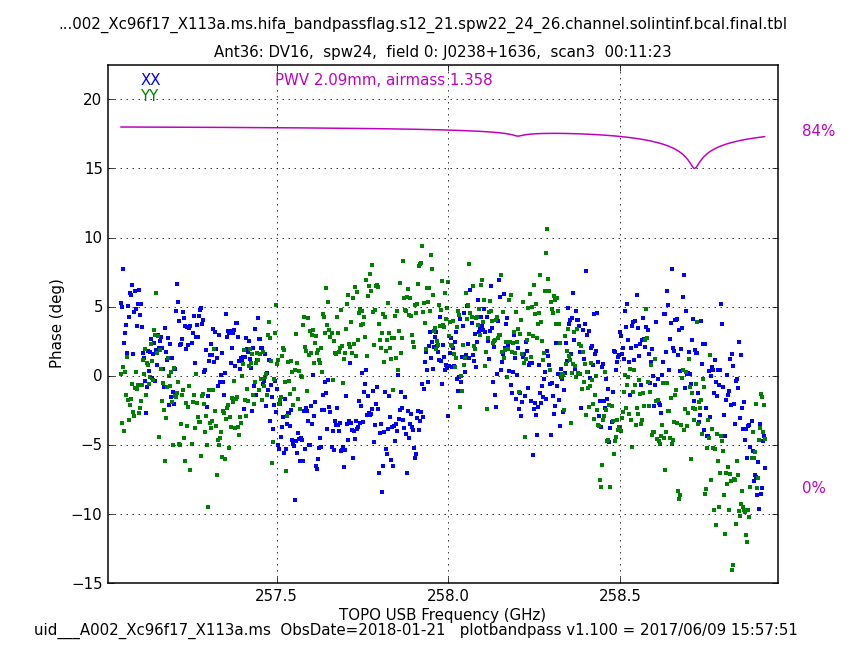 ...002_Xc96f17_X113a.ms.hifa_bandpassflag.s12_21.spw22_24_26.channel.solintinf.bcal.final.tbl
Ant36: DV16,  spw24,  field 0: J0238+1636,  scan3  00:11:23
XX
PWV 2.09mm, airmass 1.358
YY
20
84%
15
10
5
Phase (deg)
0
−5
0%
−10
−15
257.5
258.0
258.5
TOPO USB Frequency (GHz)
uid___A002_Xc96f17_X113a.ms  ObsDate=2018-01-21   plotbandpass v1.100 = 2017/06/09 15:57:51